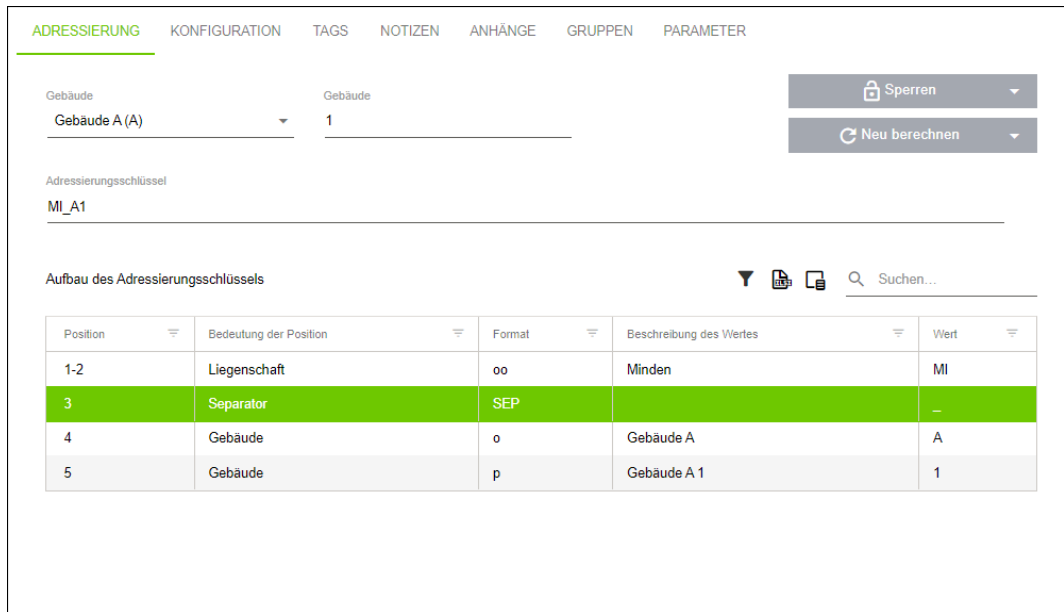 ADRESSIERUNG KONFIGURATION TAGS NOTIZEN ANHÄNGE GRUPPEN PARAMETER
Gebäude Gebäude Sperren
Gebäude A (A) 1
Neu berechnen
Adressierungsschlüssel
MI_A1
Aufbau des Adressierungsschlüssels Suchen...
Position Bedeutung der Position Format Beschreibung des Wertes Wert
1-2 Liegenschaft oo Minden MI
3 Separator SEP _
4 Gebäude o Gebäude A A
5 Gebäude p Gebäude A 1 1